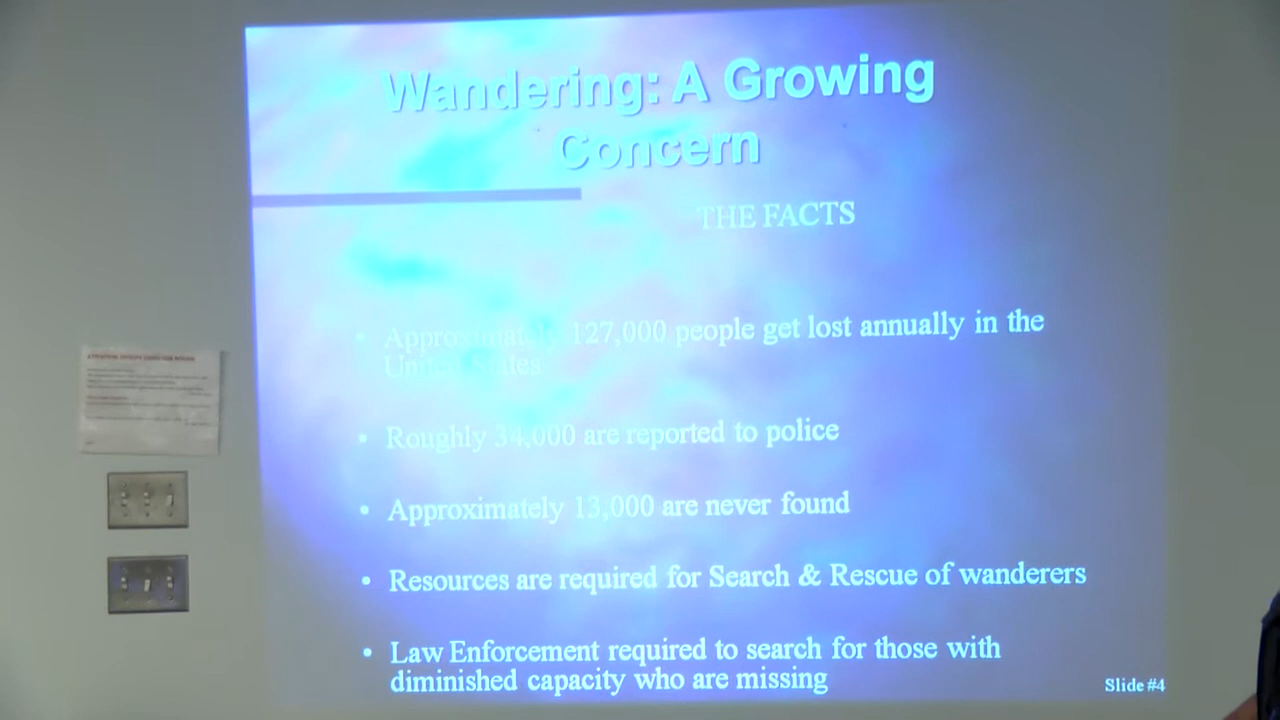 Wandering: A Growing
Concern
THE FACTS
• Approximately 127,000 people get lost annually in the
United States
• Roughly 34,000 are reported to police
• Approximately 13,000 are never found
• Resources are required for Search & Rescue of wanderers
• Law Enforcement required to search for those with
diminished capacity who are missing
Slide #4